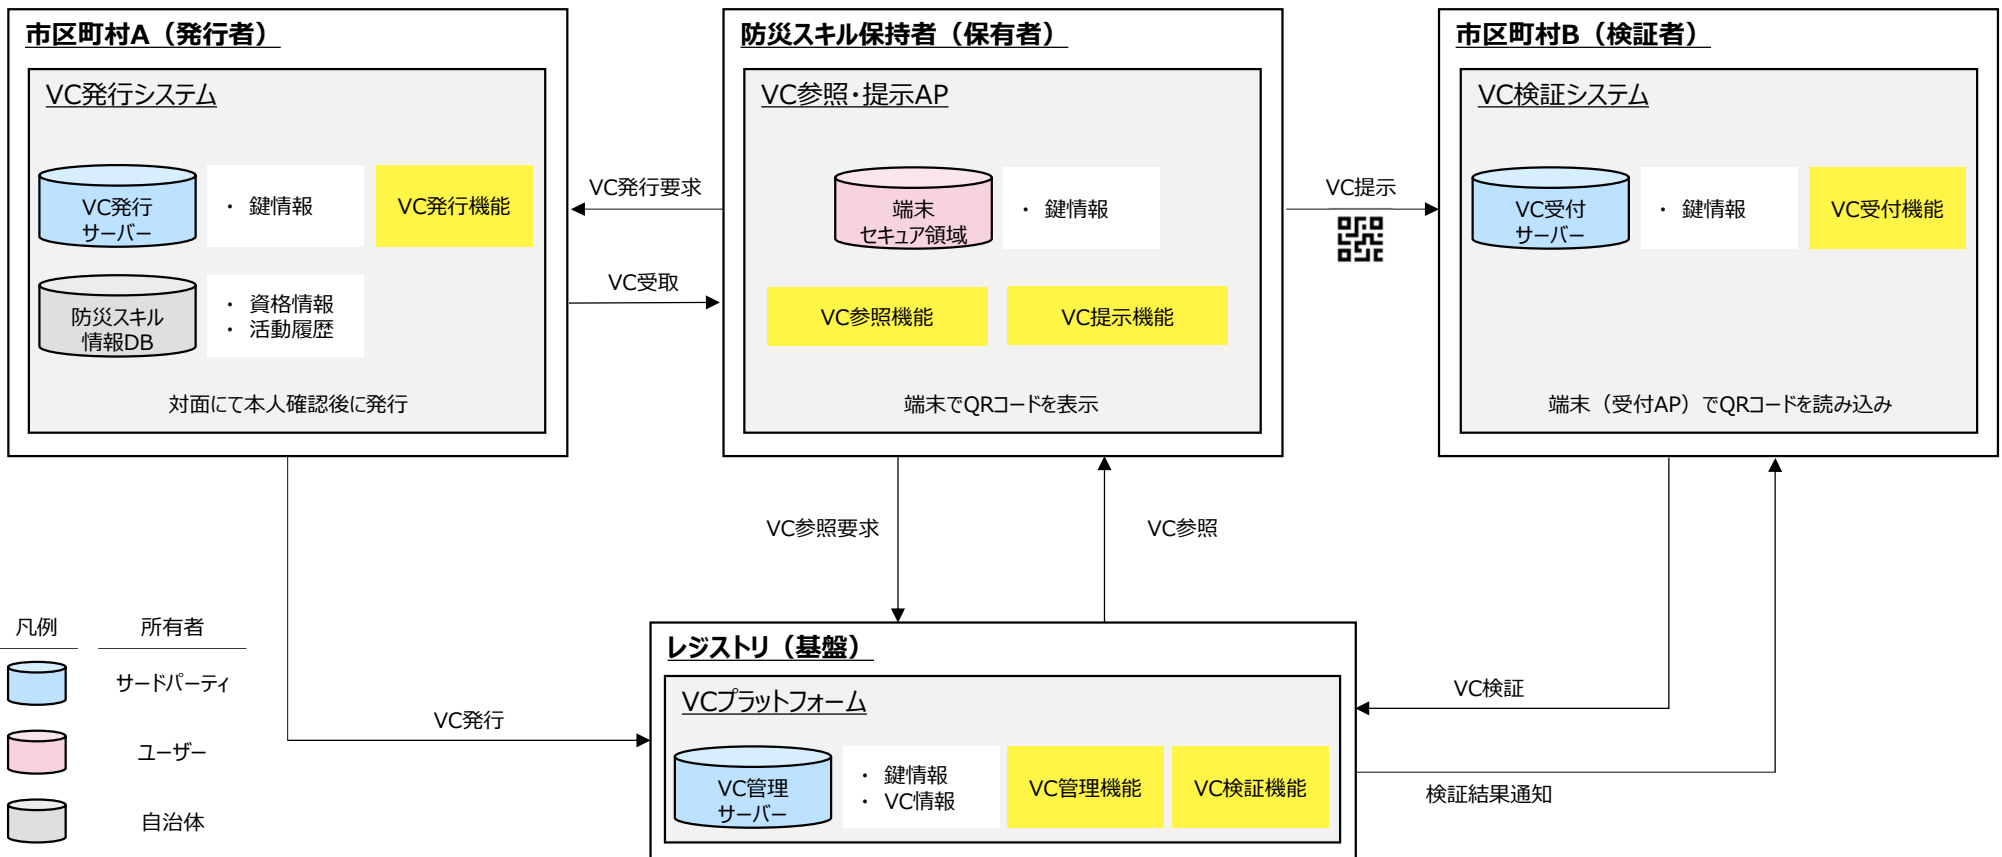 市区町村A（発行者）
VC発行システム
VC発行
サーバー
・ 鍵情報
VC発行機能
防災スキル
情報DB
・ 資格情報
・ 活動履歴
対面にて本人確認後に発行
VC発行要求
VC受取
防災スキル保持者（保有者）
VC参照・提示AP
端末
セキュア領域
・ 鍵情報
VC参照機能
VC提示機能
端末でQRコードを表示
VC提示
市区町村B（検証者）
VC検証システム
VC受付
サーバー
・ 鍵情報
VC受付機能
端末（受付AP）でQRコードを読み込み
VC参照要求
VC参照
VC発行
VC検証
検証結果通知
レジストリ（基盤）
VCプラットフォーム
VC管理
サーバー
・ 鍵情報
・ VC情報
VC管理機能
VC検証機能
凡例 所有者
サードパーティ
ユーザー
自治体